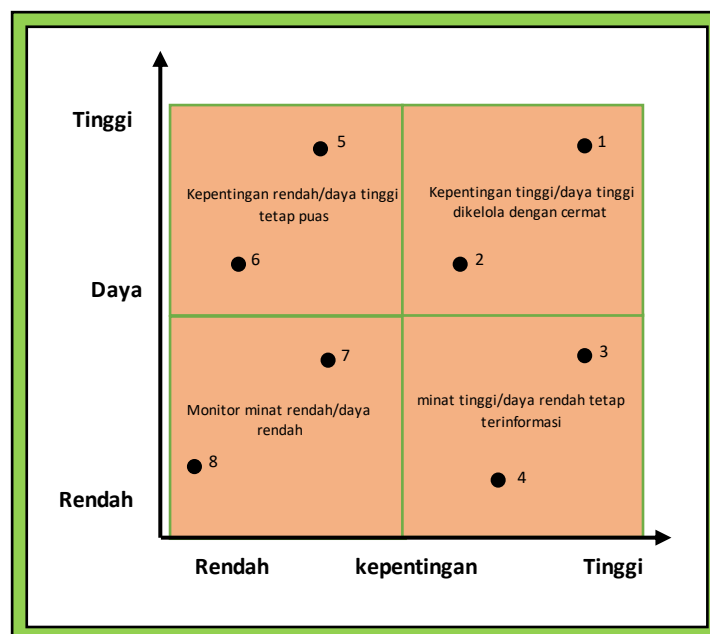 Tinggi
5
1
Kepentingan rendah/daya tinggi
tetap puas
Kepentingan tinggi/daya tinggi
dikelola dengan cermat
6
2
Daya
7
3
Monitor minat rendah/daya
rendah
minat tinggi/daya rendah tetap
terinformasi
8
4
Rendah
Rendah kepentingan Tinggi